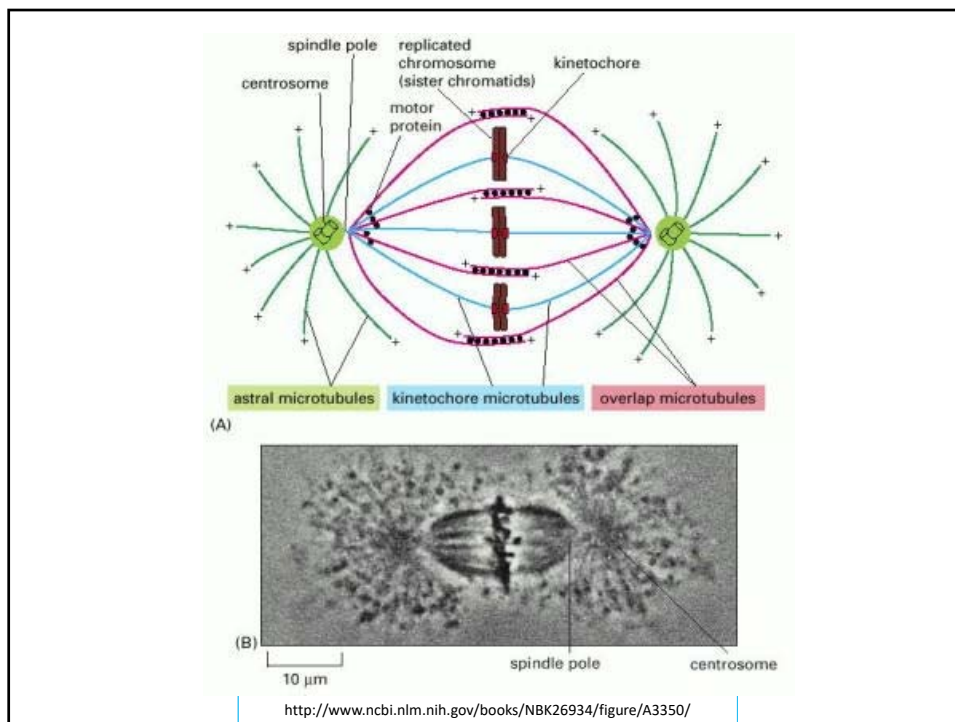 spindle pole
replicated
chromosome
(sister chromatids)
kinetochore
centrosome
motor
protein
+ +
+ +
+ +
+ +
+ +
+ +
+ +
+ +
+ +
+ +
+ +
astral microtubules
kinetochore microtubules
overlap microtubules
(A)
(B)
spindle pole
centrosome
10 μm
http://www.ncbi.nlm.nih.gov/books/NBK26934/figure/A3350/